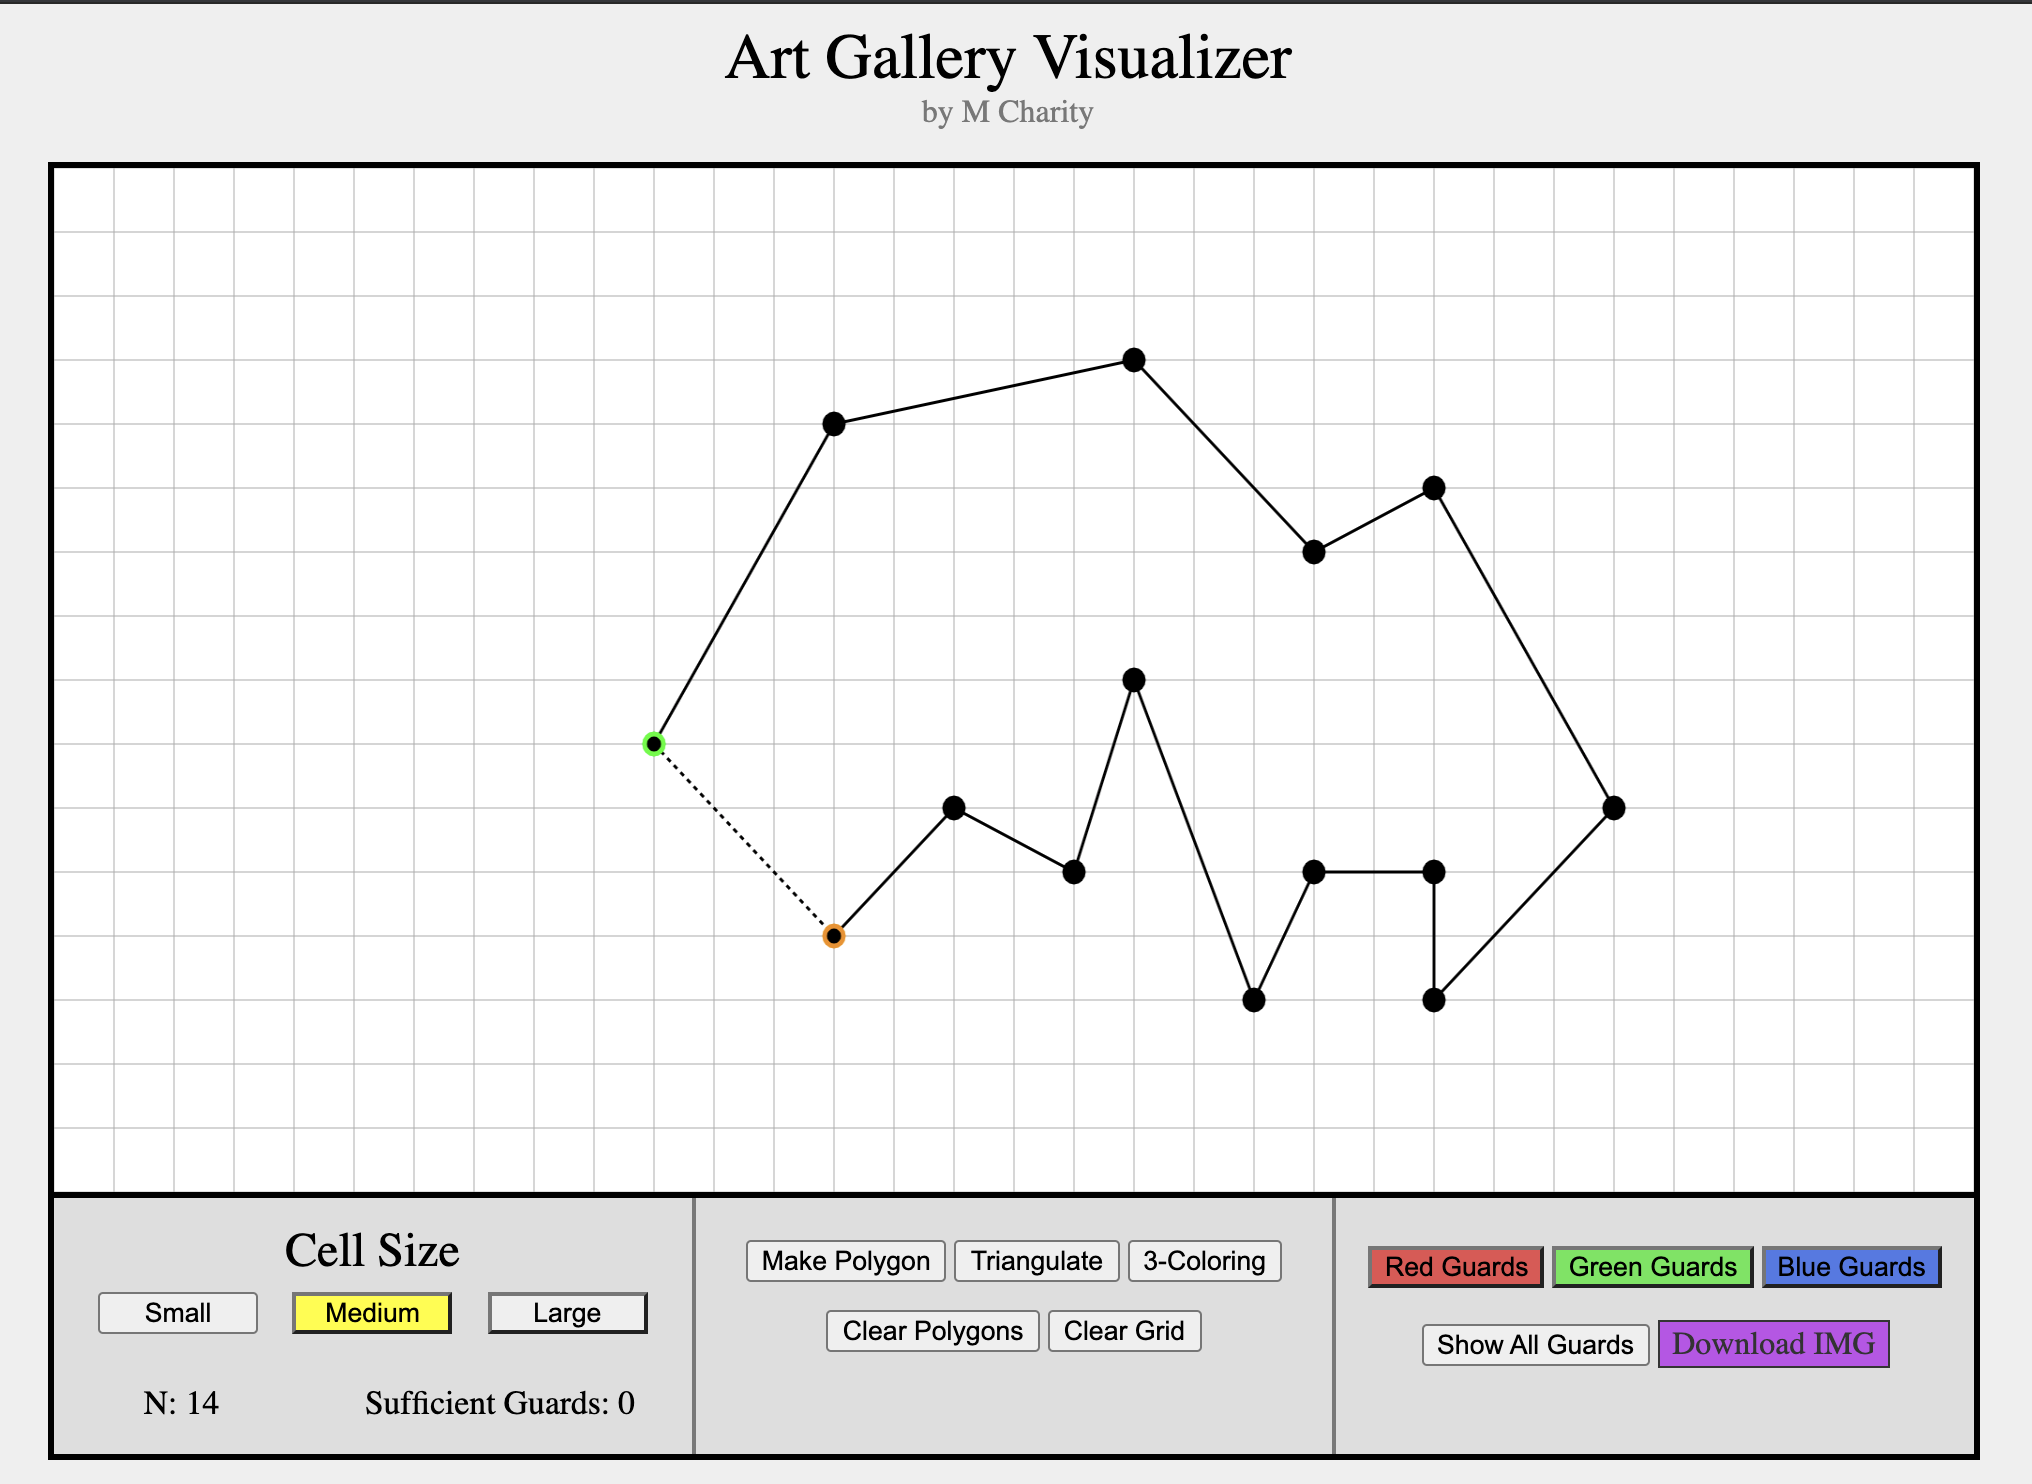 Art Gallery Visualizer
by M Charity
Cell Size
Small Medium Large
N: 14 Sufficient Guards: 0
Make Polygon Triangulate 3-Coloring
Clear Polygons Clear Grid
Red Guards Green Guards Blue Guards
Show All Guards Download IMG